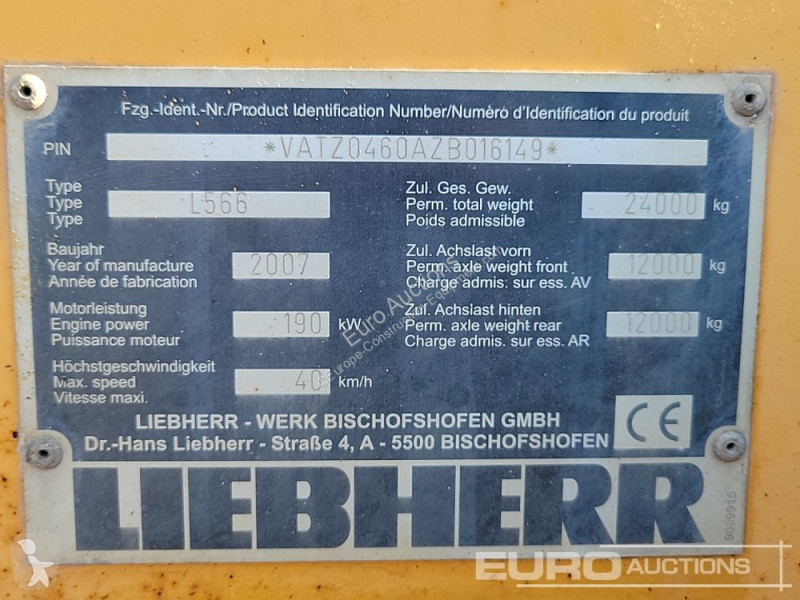 Fzg.-Ident.-Nr./Product Identification Number/Numéro d'Identification du produit
PIN *VATZ0460AZB016149*
Type
Type L566
Type
Zul. Ges. Gew.
Perm. total weight 24000 kg
Poids admissible
Baujahr
Year of manufacture 2007
Année de fabrication
Zul. Achslast vorn
Perm. axle weight front 12000 kg
Charge admis. sur ess. AV
Motorleistung
Engine power 190 kW
Puissance moteur
Zul. Achslast hinten
Perm. axle weight rear 12000 kg
Charge admis. sur ess. AR
Höchstgeschwindigkeit
Max. speed 40 km/h
Vitesse maxi.
LIEBHERR - WERK BISCHOFSHOFEN GMBH
Dr.-Hans Liebherr - Straße 4, A - 5500 BISCHOFSHOFEN
CE
LIEBHERR
9669915
Euro Auctions
EURO AUCTIONS